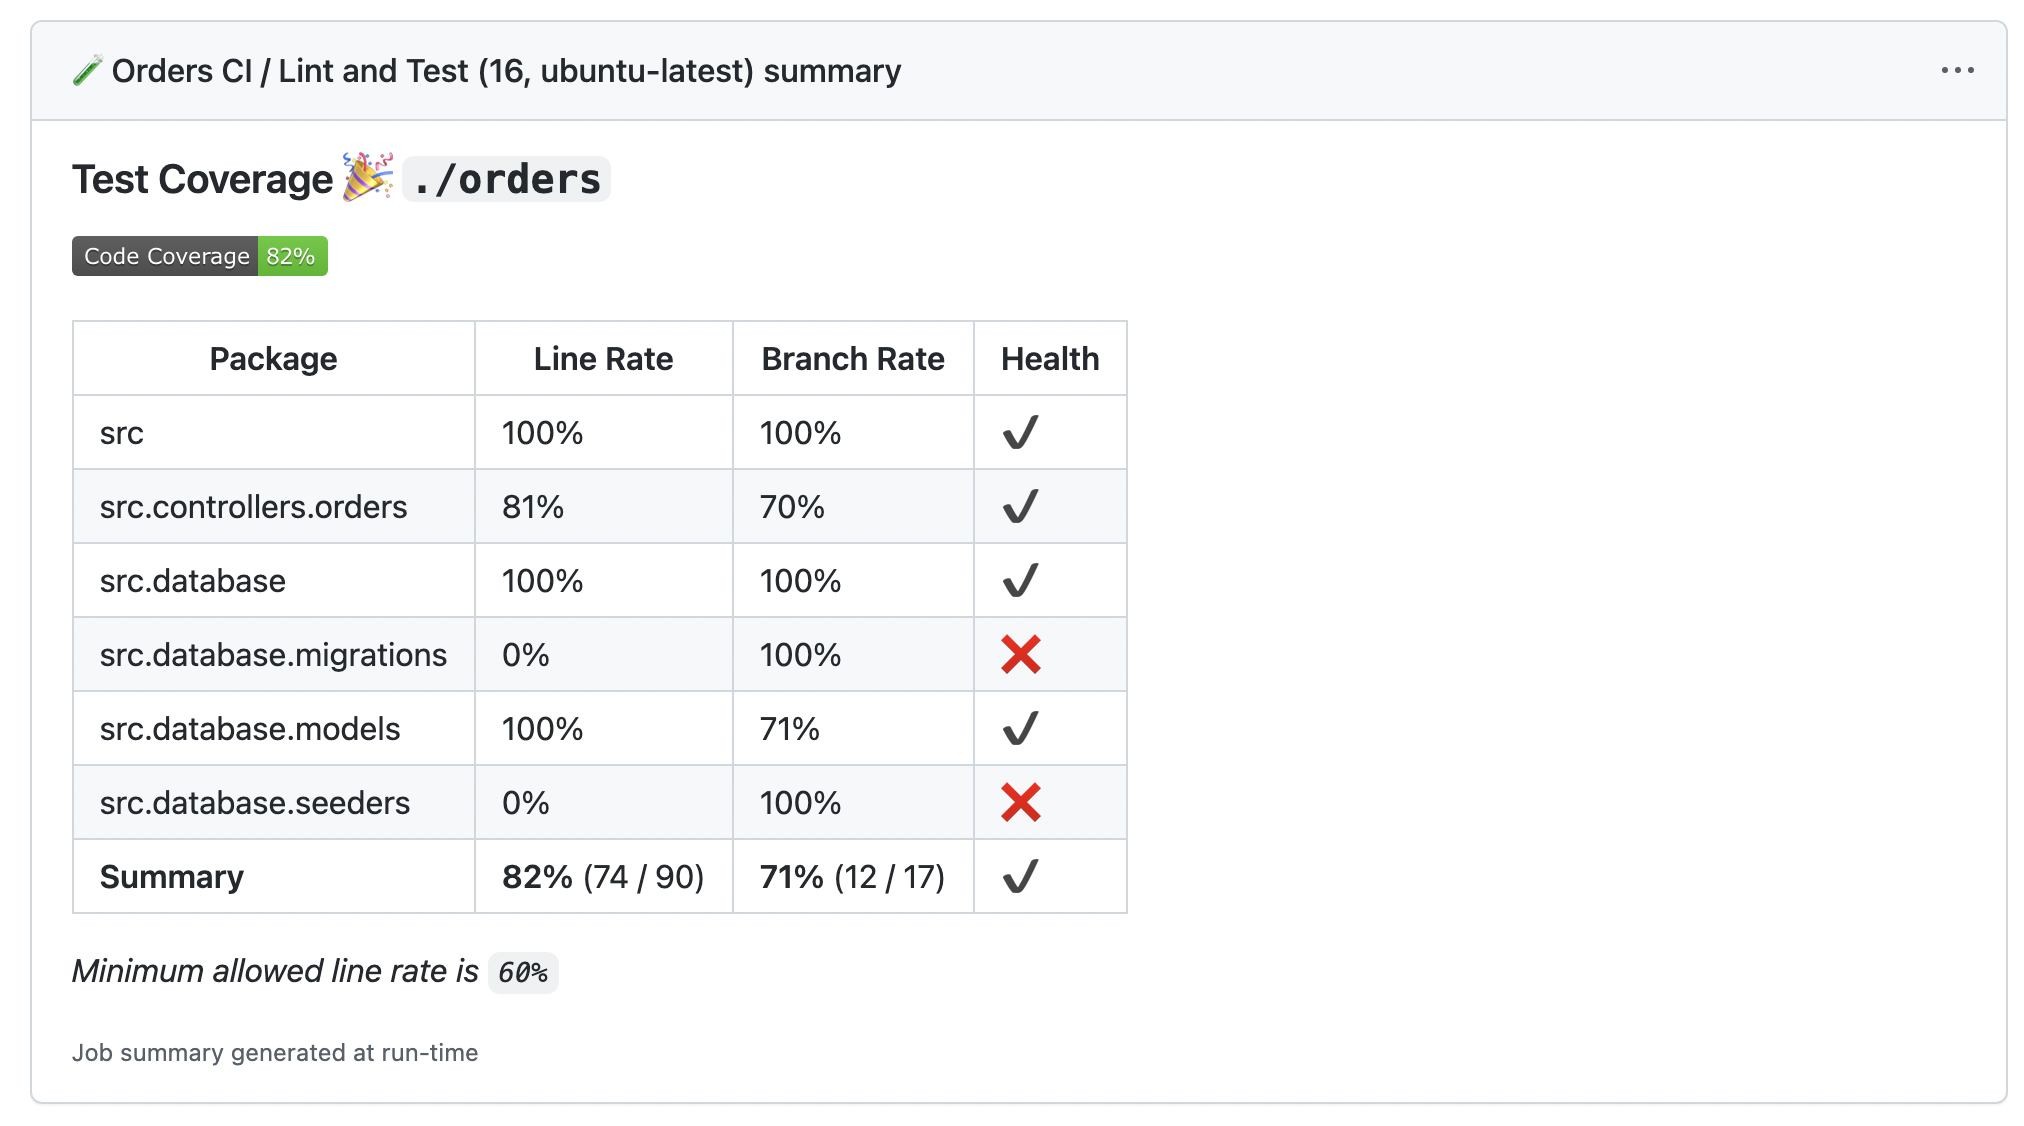 Orders CI / Lint and Test (16, ubuntu-latest) summary
Test Coverage 🎉 ./orders
Code Coverage 82%
Package Line Rate Branch Rate Health
src 100% 100% ✔
src.controllers.orders 81% 70% ✔
src.database 100% 100% ✔
src.database.migrations 0% 100% ❌
src.database.models 100% 71% ✔
src.database.seeders 0% 100% ❌
Summary 82% (74 / 90) 71% (12 / 17) ✔
Minimum allowed line rate is 60%
Job summary generated at run-time